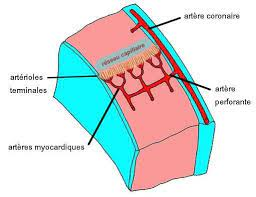 artère coronaire
réseau capillaire
artérioles
terminales
artère
perforante
artères myocardiques